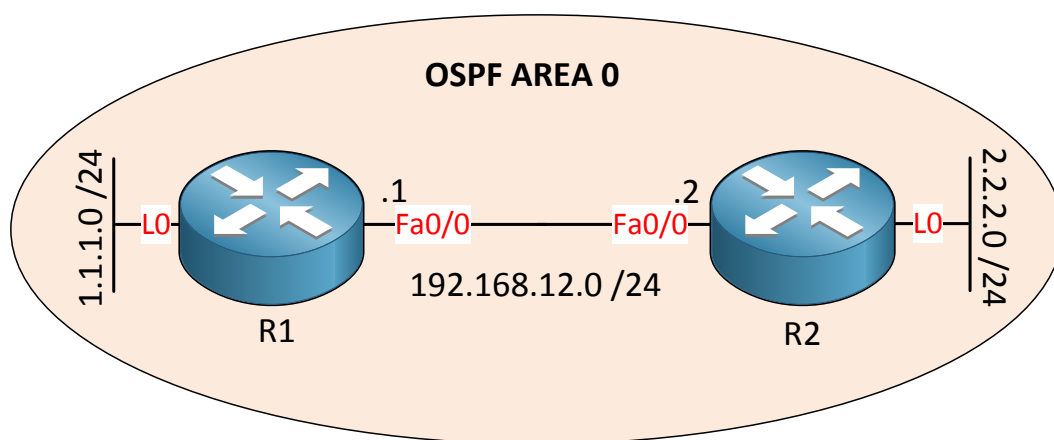 OSPF AREA 0
1.1.1.0 /24
L0
.1
Fa0/0
.2
Fa0/0
L0
2.2.2.0 /24
192.168.12.0 /24
R1
R2